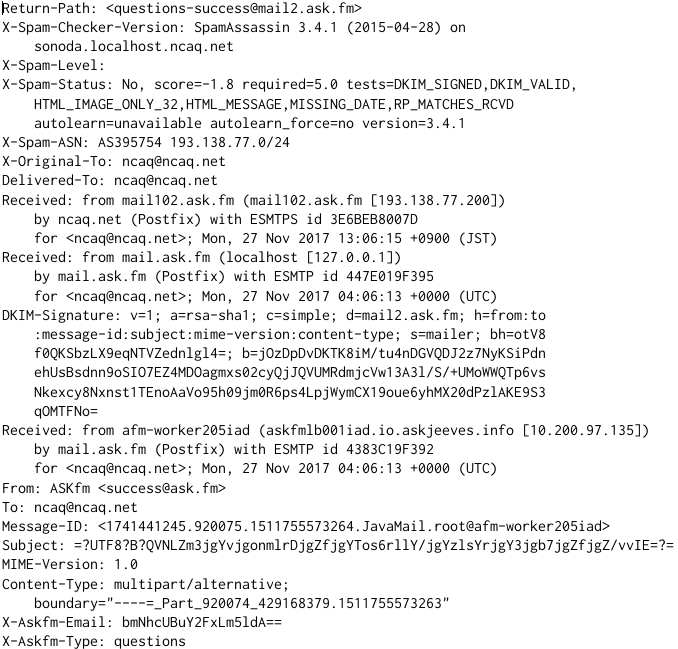 Return-Path: <questions-success@mail2.ask.fm>
X-Spam-Checker-Version: SpamAssassin 3.4.1 (2015-04-28) on
sonoda.localhost.ncaq.net
X-Spam-Level:
X-Spam-Status: No, score=-1.8 required=5.0 tests=DKIM_SIGNED,DKIM_VALID,
HTML_IMAGE_ONLY_32,HTML_MESSAGE,MISSING_DATE,RP_MATCHES_RCVD
autolearn=unavailable autolearn_force=no version=3.4.1
X-Spam-ASN: AS395754 193.138.77.0/24
X-Original-To: ncaq@ncaq.net
Delivered-To: ncaq@ncaq.net
Received: from mail102.ask.fm (mail102.ask.fm [193.138.77.200])
by ncaq.net (Postfix) with ESMTPS id 3E6BEB8007D
for <ncaq@ncaq.net>; Mon, 27 Nov 2017 13:06:15 +0900 (JST)
Received: from mail.ask.fm (localhost [127.0.0.1])
by mail.ask.fm (Postfix) with ESMTP id 447E019F395
for <ncaq@ncaq.net>; Mon, 27 Nov 2017 04:06:13 +0000 (UTC)
DKIM-Signature: v=1; a=rsa-sha1; c=simple; d=mail2.ask.fm; h=from:to
:message-id:subject:mime-version:content-type; s=mailer; bh=otV8
f0QKSbzLX9eqNTVZednlgl4=; b=jOzDpDvDKTK8iM/tu4nDGVQDJ2z7NyKSiPdn
ehUsBsdnn9oSIO7EZ4MDOagmxs02cyQjJQVUMRdmjcVw13A3l/S/+UMoWWQTp6vs
Nkexcy8Nxnst1TEnoAaVo95h09jm0R6ps4LpjWymCX19oue6yhMX20dPzlAKE9S3
qOMTFNo=
Received: from afm-worker205iad (askfmlb001iad.io.askjeeves.info [10.200.97.135])
by mail.ask.fm (Postfix) with ESMTP id 4383C19F392
for <ncaq@ncaq.net>; Mon, 27 Nov 2017 04:06:13 +0000 (UTC)
From: ASKfm <success@ask.fm>
To: ncaq@ncaq.net
Message-ID: <1741441245.920075.1511755573264.JavaMail.root@afm-worker205iad>
Subject: =?UTF8?B?QVNLZm3jgYvjgonmlrDjgZfjgYTos6rllY/jgYzlsYrjgY3jgb7jgZfjgZ/vvIE=?=
MIME-Version: 1.0
Content-Type: multipart/alternative;
boundary="----=_Part_920074_429168379.1511755573263"
X-Askfm-Email: bmNhcUBuY2FxLm5ldA==
X-Askfm-Type: questions